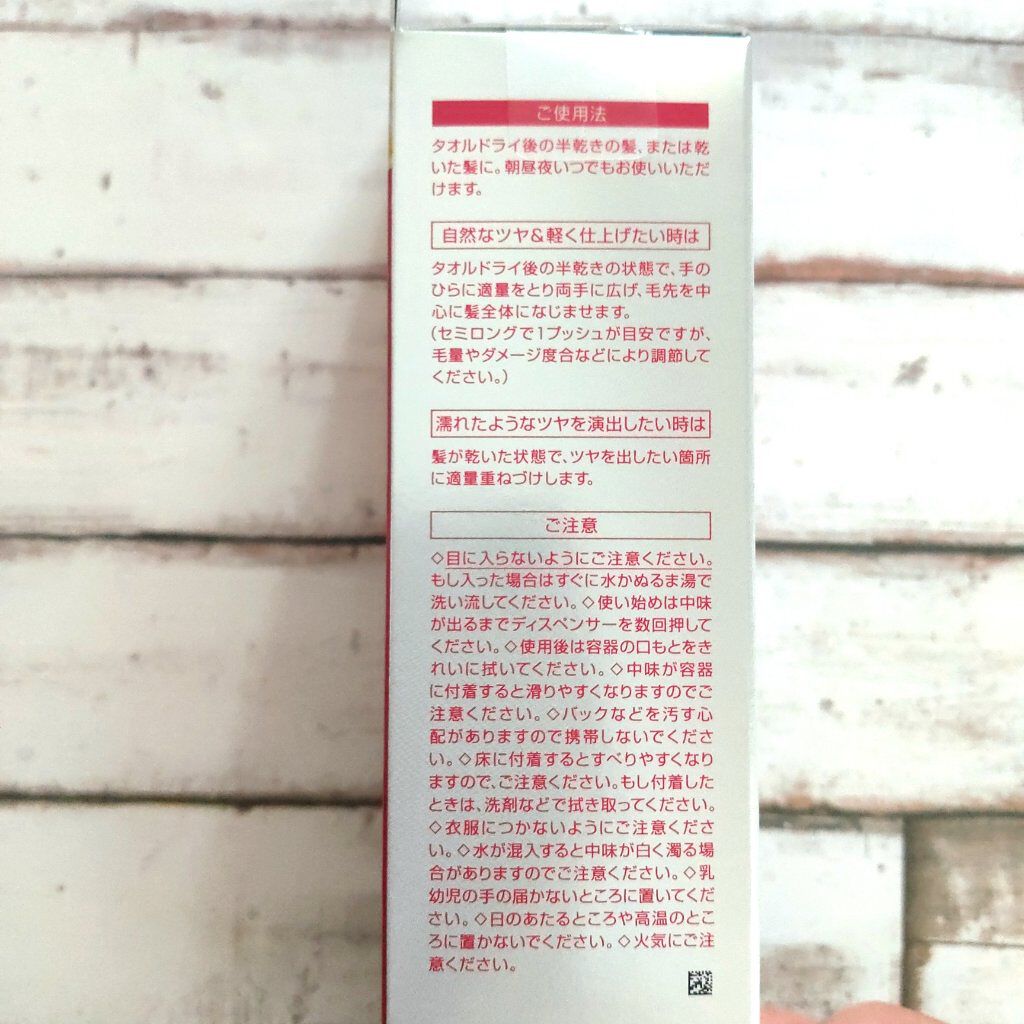 ご使用法
タオルドライ後の半乾きの髪、または乾
いた髪に。朝昼夜いつでもお使いいただ
けます。
自然なツヤ&軽く仕上げたい時は
タオルドライ後の半乾きの状態で、手の
ひらに適量をとり両手に広げ、毛先を中
心に髪全体になじませます。
(セミロングで1プッシュが目安ですが、
毛量やダメージ度合などにより調節して
ください。)
濡れたようなツヤを演出したい時は
髪が乾いた状態で、ツヤを出したい箇所
に適量重ねづけします。
ご注意
◇目に入らないようにご注意ください。
もし入った場合はすぐに水かぬるま湯で
洗い流してください。◇使い始めは中味
が出るまでディスペンサーを数回押して
ください。◇使用後は容器の口もとをき
れいに拭いてください。◇中味が容器
に付着すると滑りやすくなりますのでご
注意ください。◇バックなどを汚す心
配がありますので携帯しないでくださ
い。◇床に付着するとすべりやすくなり
ますので、ご注意ください。もし付着した
ときは、洗剤などで拭き取ってください。
◇衣服につかないようにご注意くださ
い。◇水が混入すると中味が白く濁る場
合がありますのでご注意ください。◇乳
幼児の手の届かないところに置いてくだ
さい。◇日のあたるところや高温のとこ
ろに置かないでください。◇火気にご注
意ください。